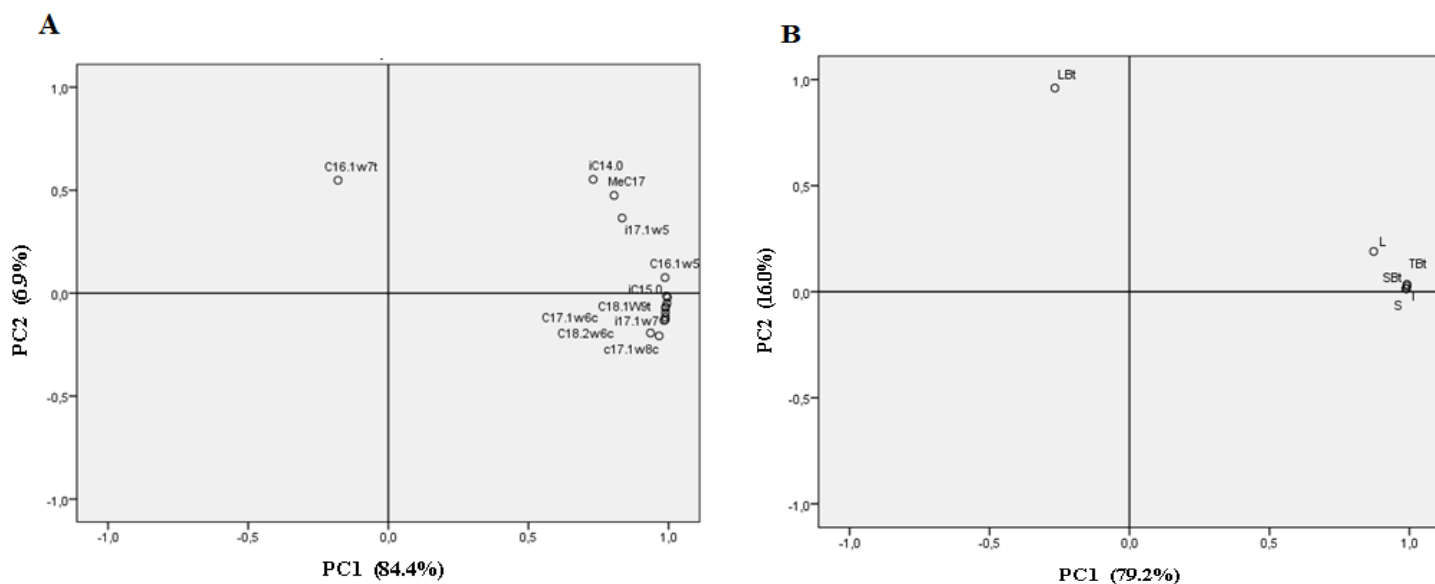 A
1,0
0,5
0,0
-0,5
-1,0
PC2 (6.9%)
C16.1w7t
iC14.0
MeC17
i17.1w5
C16.1w5
iC15.0
C18.1W9t
C17.1w6c
i17.1w7
C18.2w6c
c17.1w8c
-1,0
-0,5
0,0
0,5
1,0
PC1 (84.4%)
B
1,0
0,5
0,0
-0,5
-1,0
PC2 (16.0%)
LBt
L
TBt
SBt
S
-1,0
-0,5
0,0
0,5
1,0
PC1 (79.2%)